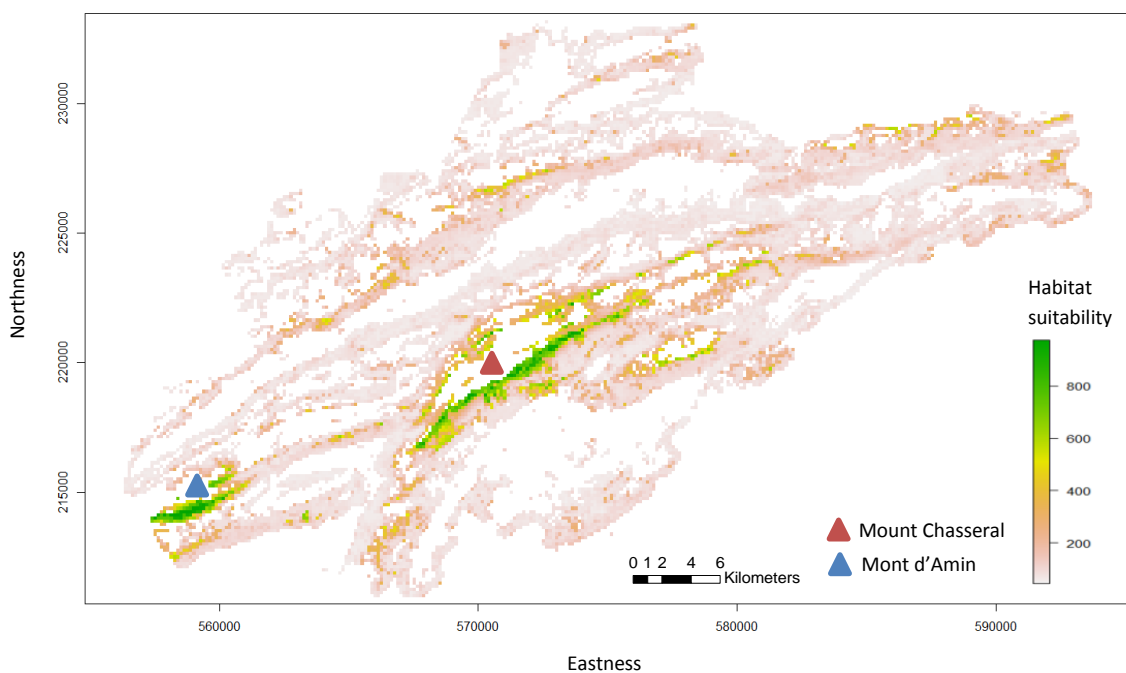 Northness
230000
225000
220000
215000
560000
570000
580000
590000
Eastness
Habitat
suitability
800
600
400
200
Mount Chasseral
Mont d’Amin
0 1 2 4 6
Kilometers